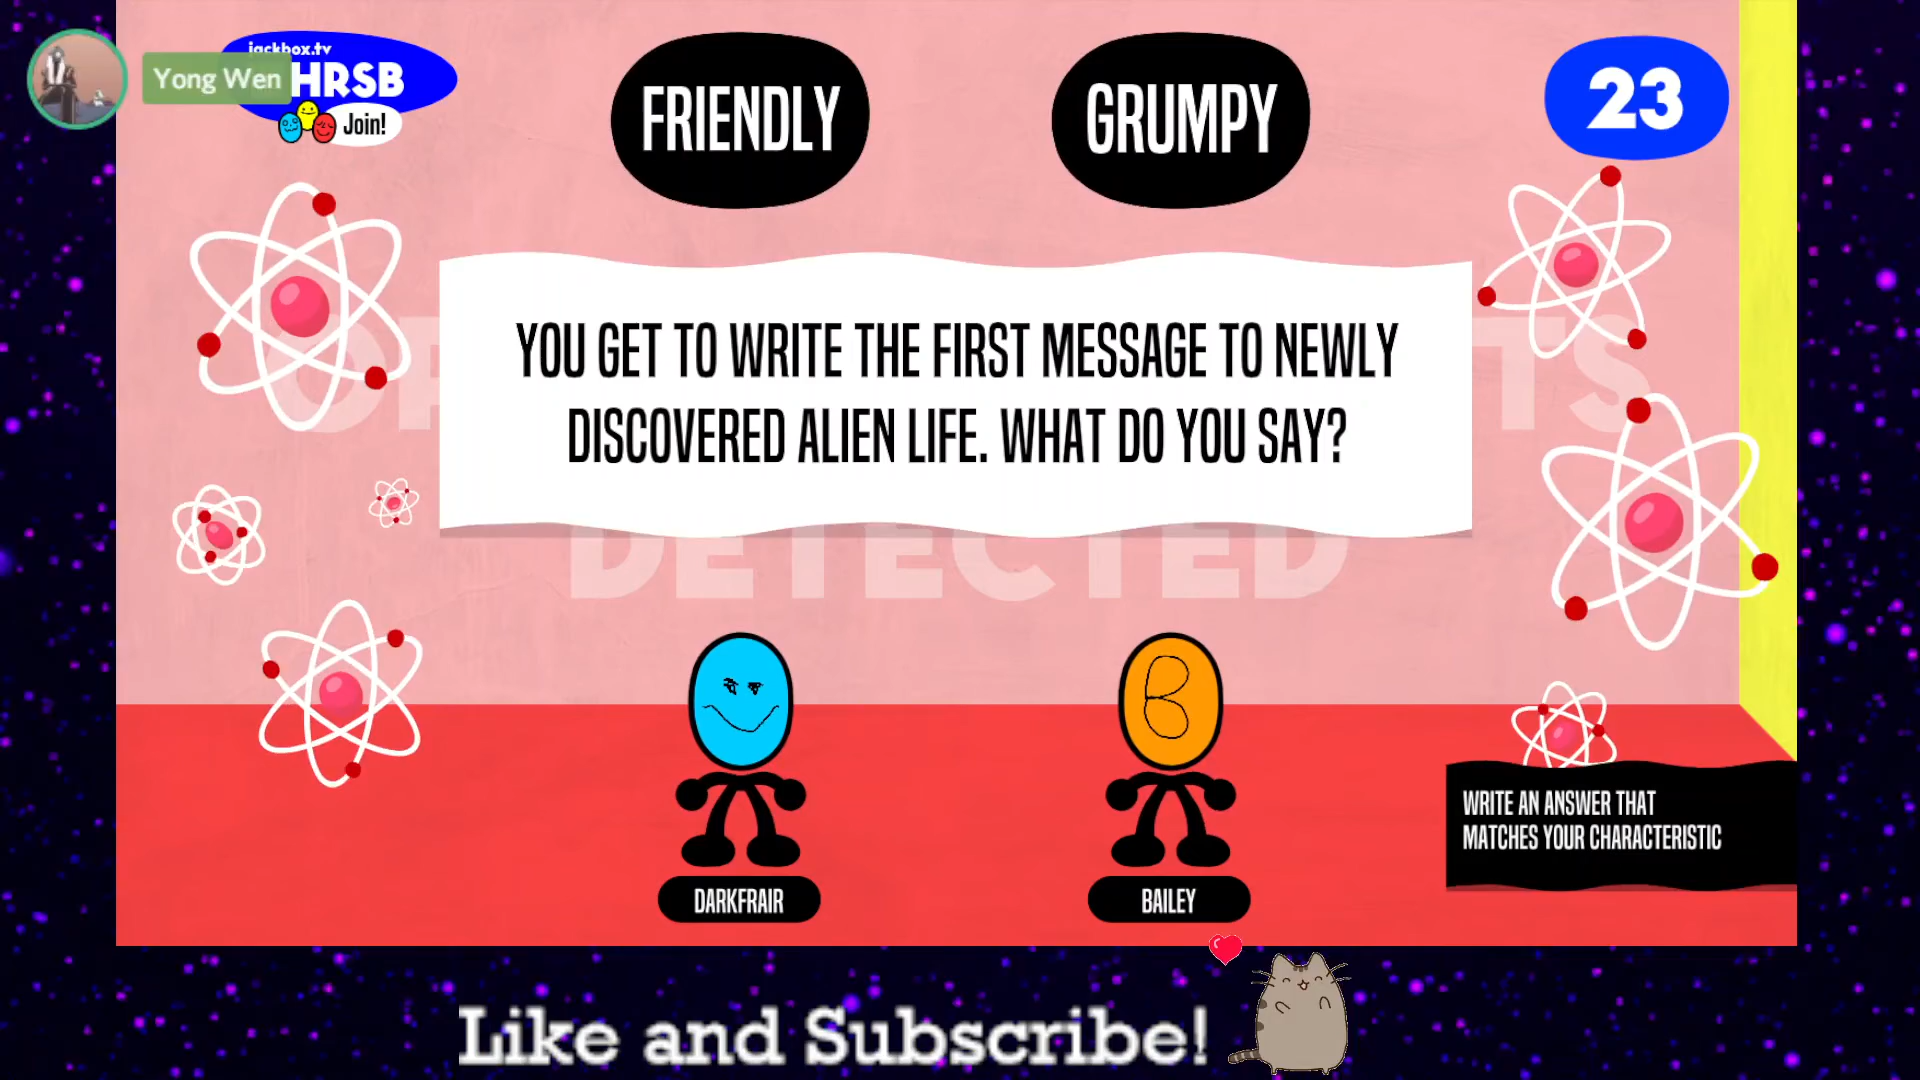 jackbox.tv
Yong Wen
HRSB
Join!
FRIENDLY
GRUMPY
23
YOU GET TO WRITE THE FIRST MESSAGE TO NEWLY
DISCOVERED ALIEN LIFE. WHAT DO YOU SAY?
DETECTED
WRITE AN ANSWER THAT
MATCHES YOUR CHARACTERISTIC
DARKFRAIR
B
BAILEY
Like and Subscribe!